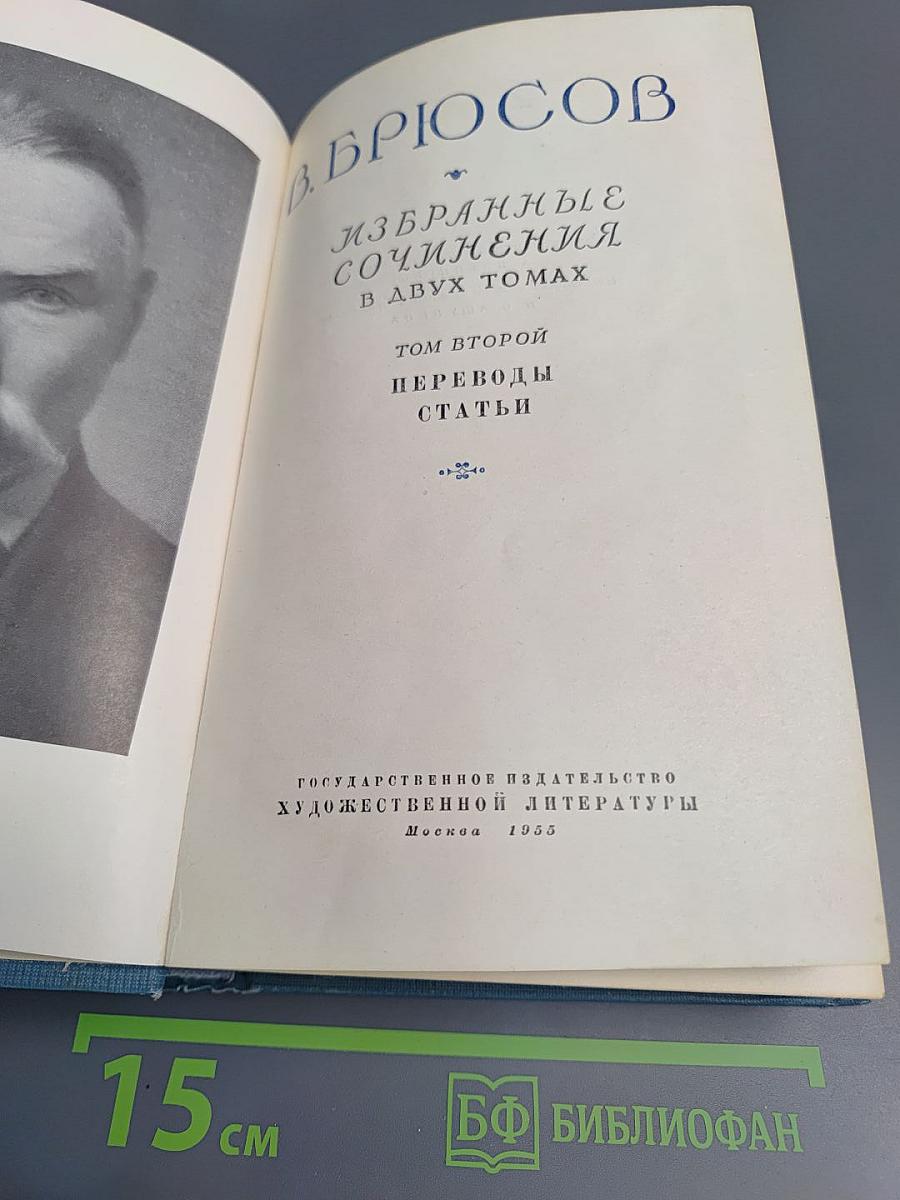 В. БРЮСОВ
ИЗБРАННЫЕ
СОЧИНЕНИЯ
В ДВУХ ТОМАХ
ТОМ ВТОРОЙ
ПЕРЕВОДЫ
СТАТЬИ
ГОСУДАРСТВЕННОЕ ИЗДАТЕЛЬСТВО
ХУДОЖЕСТВЕННОЙ ЛИТЕРАТУРЫ
Москва 1955
15 см
БФ БИБЛИОФАН